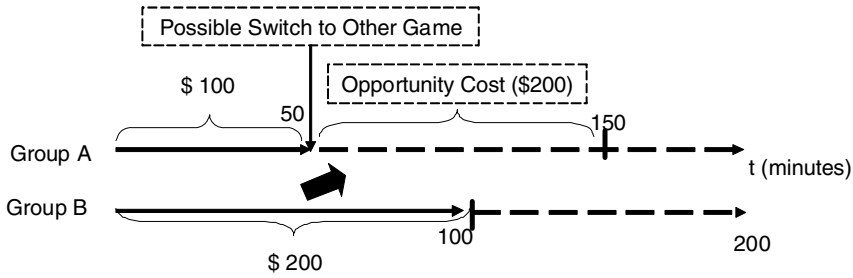 Possible Switch to Other Game
$ 100
Opportunity Cost ($200)
50
150
Group A
t (minutes)
Group B
100
200
$ 200